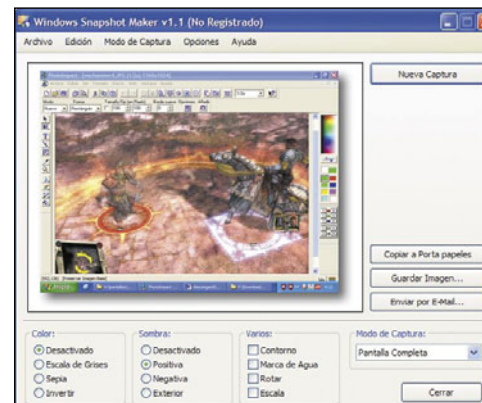 Windows Snapshot Maker v1.1 (No Registrado)
Archivo Edición Modo de Captura Opciones Ayuda
Nueva Captura
Copiar a Porta papeles
Guardar Imagen...
Enviar por E-Mail...
Color:
Desactivado
Escala de Grises
Sepia
Invertir
Sombra:
Desactivado
Positiva
Negativa
Exterior
Varios:
Contorno
Marca de Agua
Rotar
Escala
Modo de Captura:
Pantalla Completa
Cerrar